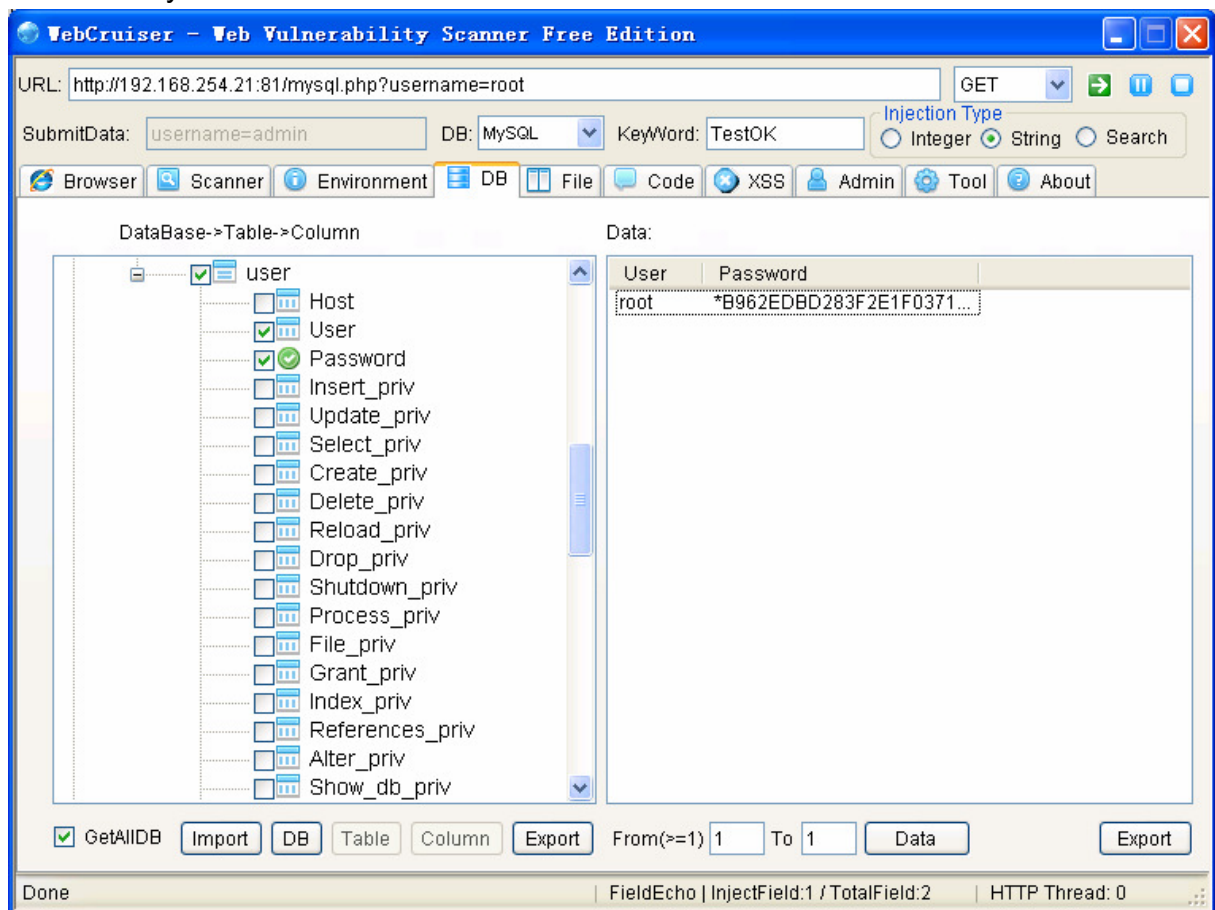 WebCruiser - Web Vulnerability Scanner Free Edition
URL: http://192.168.254.21:81/mysql.php?username=root GET
SubmitData: username=admin DB: MySQL KeyWord: TestOK Injection Type Integer String Search
Browser Scanner Environment DB File Code XSS Admin Tool About
DataBase->Table->Column Data:
user User Password
Host root *B962EDBD283F2E1F0371...
User
Password
Insert_priv
Update_priv
Select_priv
Create_priv
Delete_priv
Reload_priv
Drop_priv
Shutdown_priv
Process_priv
File_priv
Grant_priv
Index_priv
References_priv
Alter_priv
Show_db_priv
GetAllDB Import DB Table Column Export From(>=1) 1 To 1 Data Export
Done FieldEcho | InjectField:1 / TotalField:2 | HTTP Thread: 0